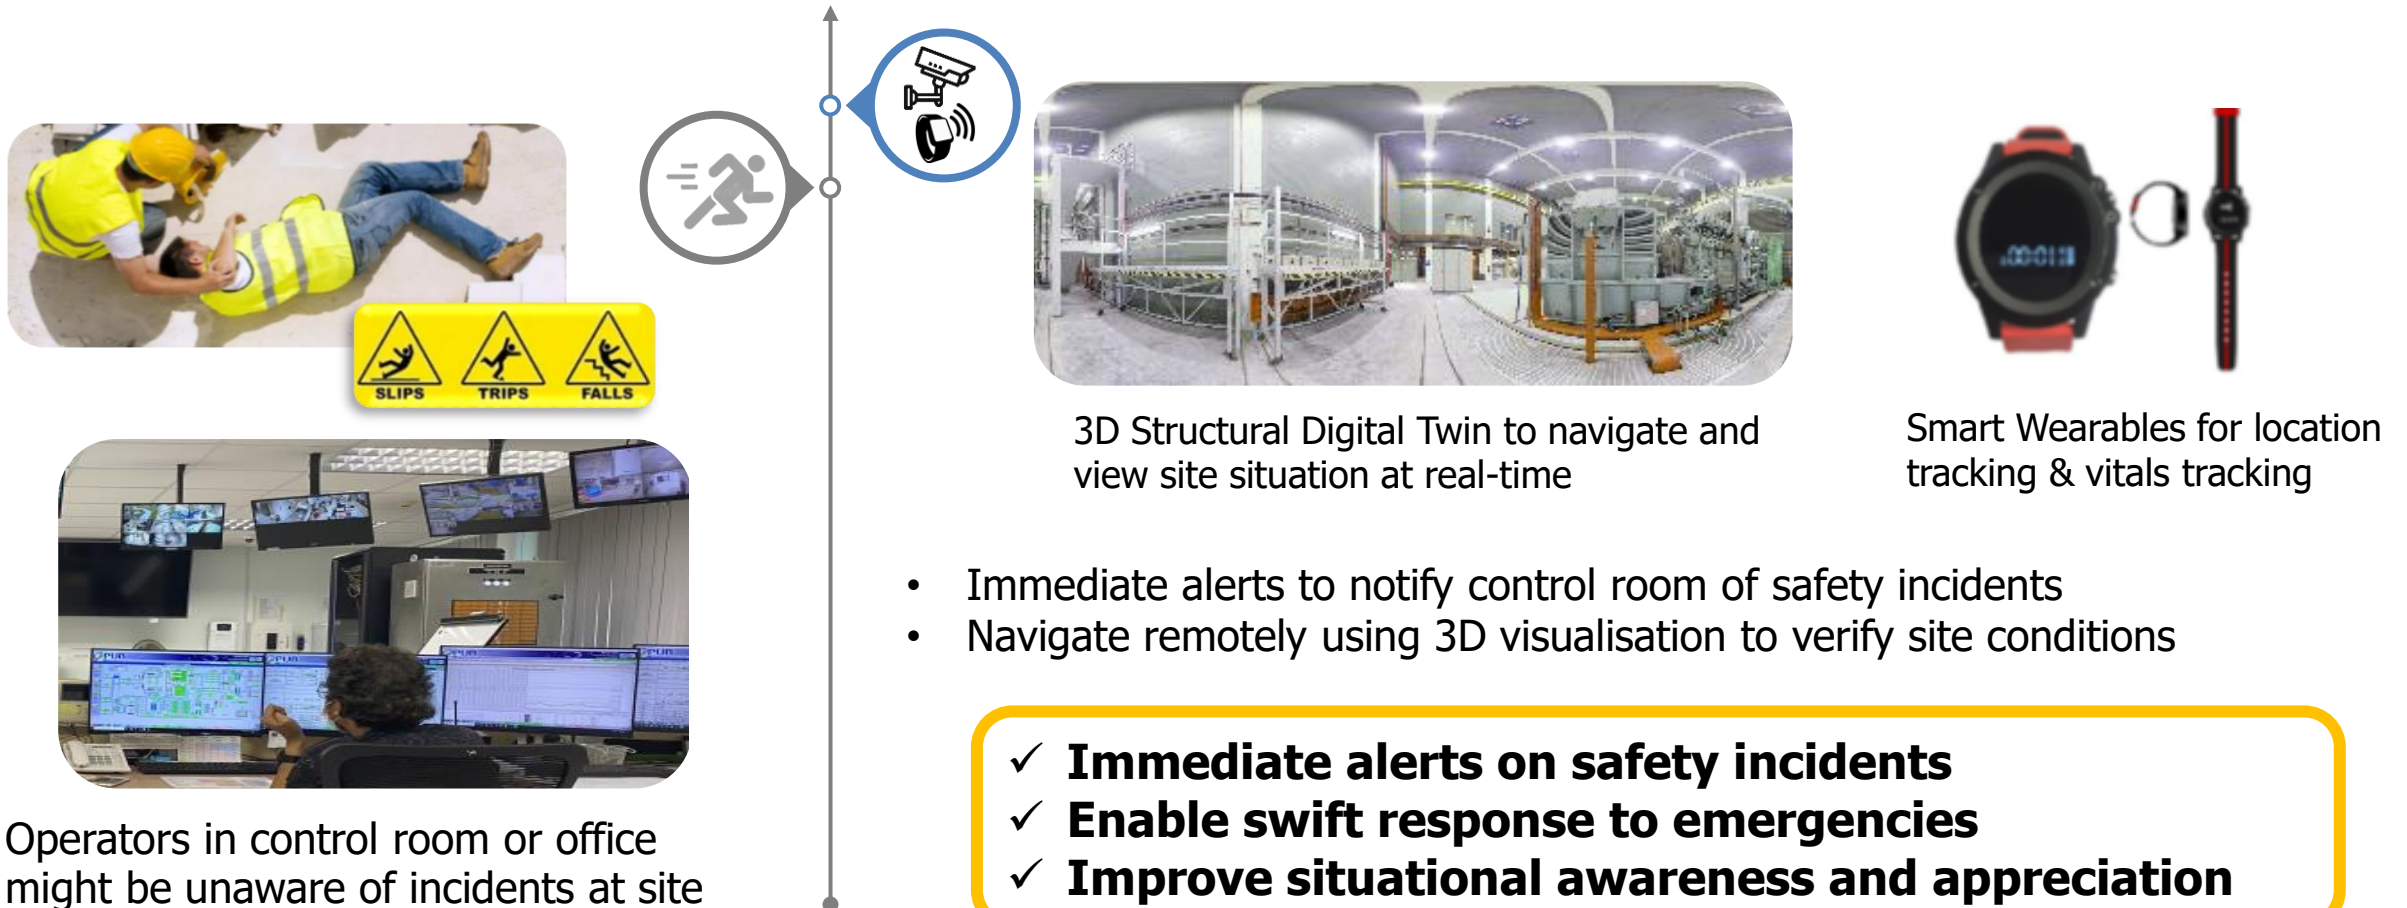 SLIPS TRIPS FALLS
PUB
Operators in control room or office
might be unaware of incidents at site
3D Structural Digital Twin to navigate and
view site situation at real-time
Smart Wearables for location
tracking & vitals tracking
• Immediate alerts to notify control room of safety incidents
• Navigate remotely using 3D visualisation to verify site conditions
✓ Immediate alerts on safety incidents
✓ Enable swift response to emergencies
✓ Improve situational awareness and appreciation